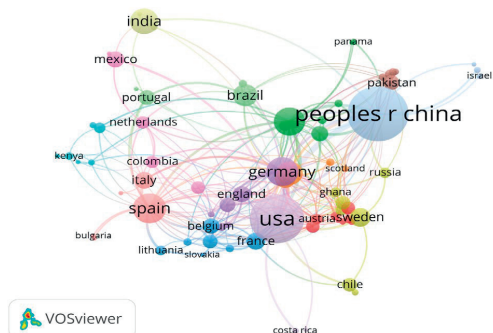 india
panama
mexico
israel
pakistan
portugal
brazil
peoples r china
netherlands
kenya
colombia
germany
scotland
russia
italy
england
ghana
spain
usa
austria
sweden
belgium
bulgaria
france
lithuania
slovakia
chile
VOSviewer
costa rica